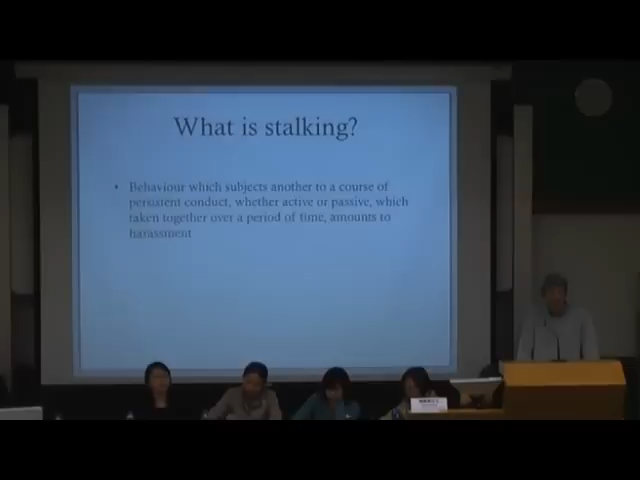 What is stalking?
• Behaviour which subjects another to a course of
persistent conduct, whether active or passive, which
taken together over a period of time, amounts to
harassment